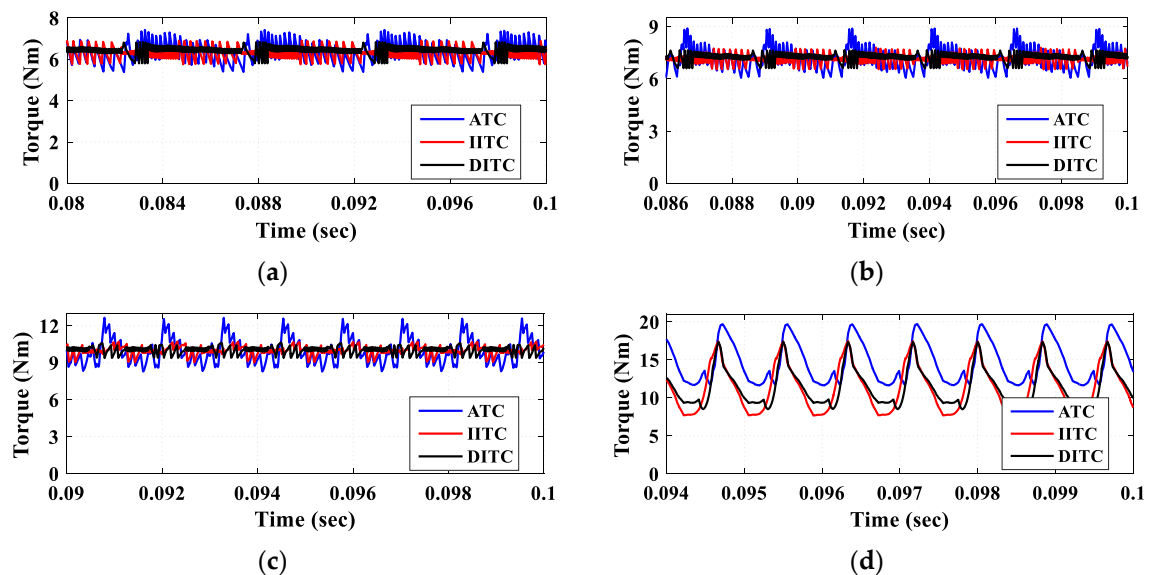 8
6
4
2
0
Torque (Nm)
ATC
IITC
DITC
0.08 0.084 0.088 0.092 0.096 0.1
Time (sec)
(a)
9
6
3
0
Torque (Nm)
ATC
IITC
DITC
0.086 0.088 0.09 0.092 0.094 0.096 0.098 0.1
Time (sec)
(b)
12
9
6
3
0
Torque (Nm)
ATC
IITC
DITC
0.09 0.092 0.094 0.096 0.098 0.1
Time (sec)
(c)
20
15
10
5
0
Torque (Nm)
ATC
IITC
DITC
0.094 0.095 0.096 0.097 0.098 0.099 0.1
Time (sec)
(d)